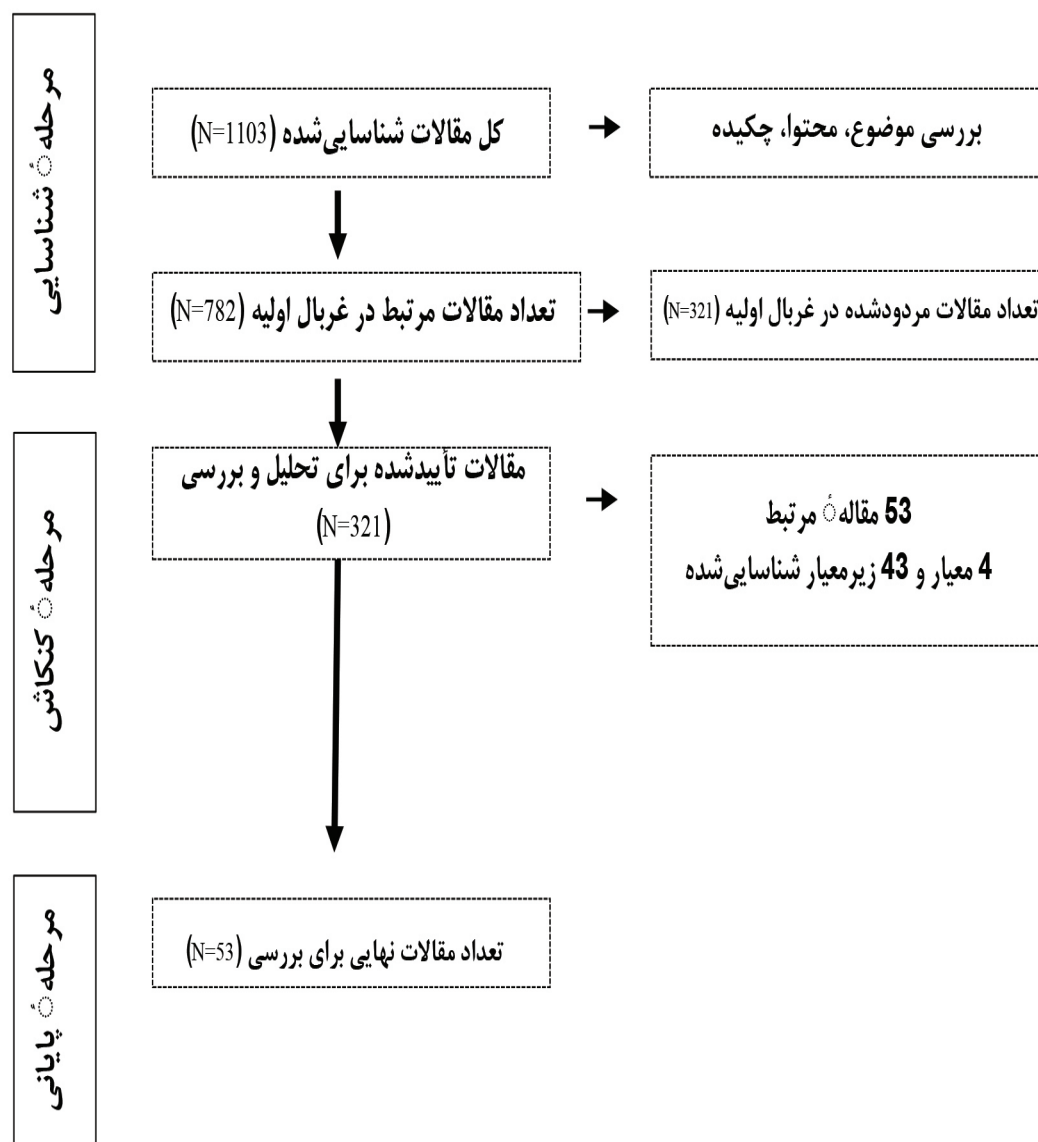 مرحلهٔ شناسایی
کل مقالات شناسایی‌شده (N=1103)
بررسی موضوع، محتوا، چکیده
تعداد مقالات مرتبط در غربال اولیه (N=782)
تعداد مقالات مردودشده در غربال اولیه (N=321)
مرحلهٔ کنکاش
مقالات تأییدشده برای تحلیل و بررسی
(N=321)
53 مقالهٔ مرتبط
4 معیار و 43 زیرمعیار شناسایی‌شده
مرحلهٔ پایانی
تعداد مقالات نهایی برای بررسی (N=53)